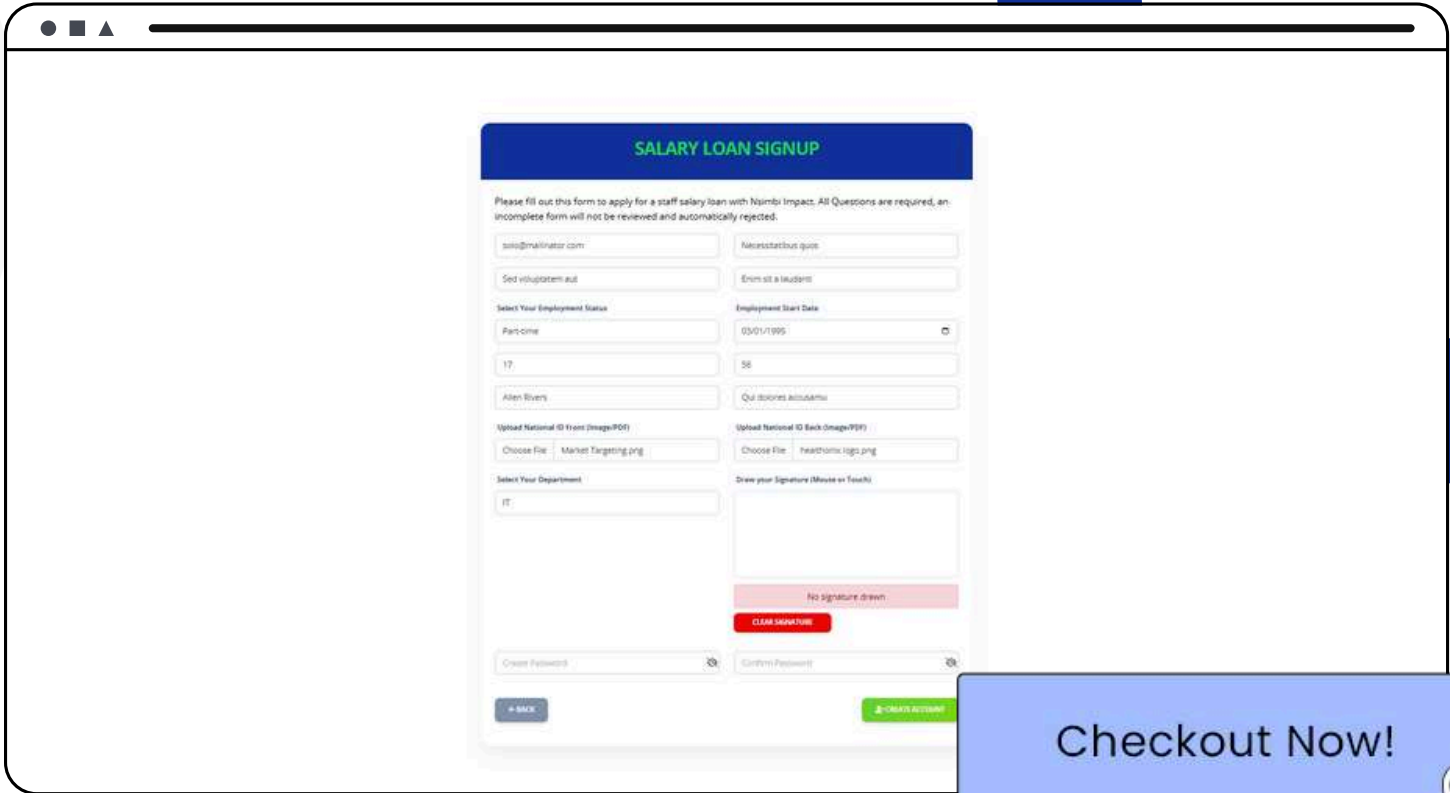 SALARY LOAN SIGNUP
Please fill out this form to apply for a staff salary loan with Nsimbi Impact. All Questions are required, an
incomplete form will not be reviewed and automatically rejected.
solo@mailinator.com
Necessitatibus quos
Sed voluptatem aut
Enim sit a laudanti
Select Your Employment Status
Employment Start Date
Part-time
03/01/1995
17
56
Allen Rivers
Qui dolores accusamu
Upload National ID Front (Image/PDF)
Upload National ID Back (Image/PDF)
Choose File Market Targeting.png
Choose File logo.png
Select Your Department
Draw your Signature (Mouse or Touch)
IT
No signature drawn
CLEAR SIGNATURE
Create Password
Confirm Password
BACK
CREATE ACCOUNT
Checkout Now!